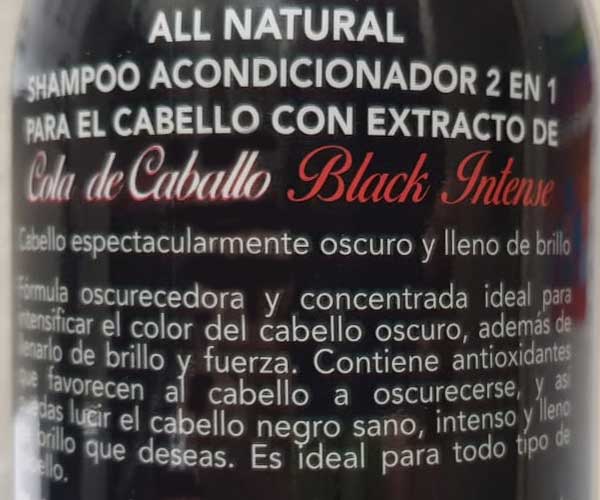 ALL NATURAL
SHAMPOO ACONDICIONADOR 2 EN 1
PARA EL CABELLO CON EXTRACTO DE
Cola de Caballo Black Intense
Cabello espectacularmente oscuro y lleno de brillo
Fórmula oscurecedora y concentrada ideal para
intensificar el color del cabello oscuro, además de
llenarlo de brillo y fuerza. Contiene antioxidantes
que favorecen al cabello a oscurecerse, y así
puedas lucir el cabello negro sano, intenso y lleno
brillo que deseas. Es ideal para todo tipo de